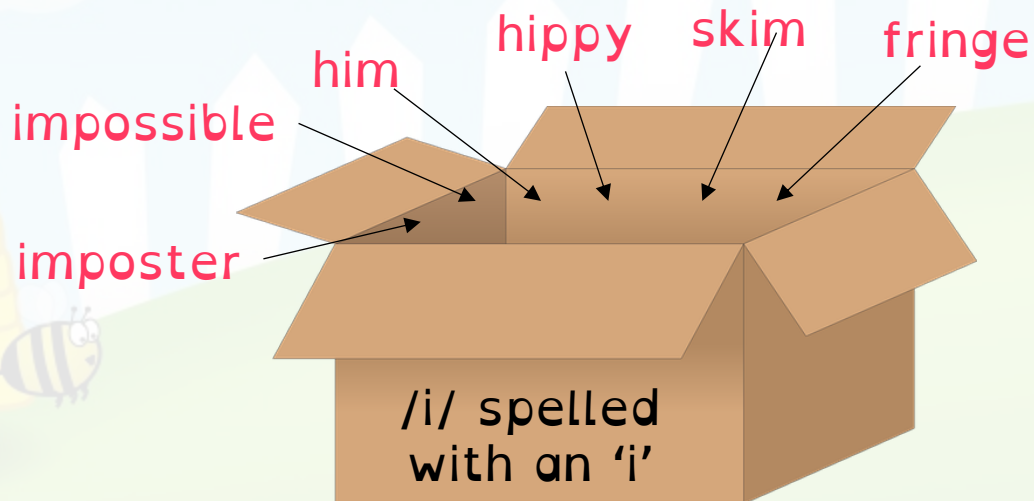 hippy
skim
fringe
him
impossible
imposter
/i/ spelled
with an ‘i’